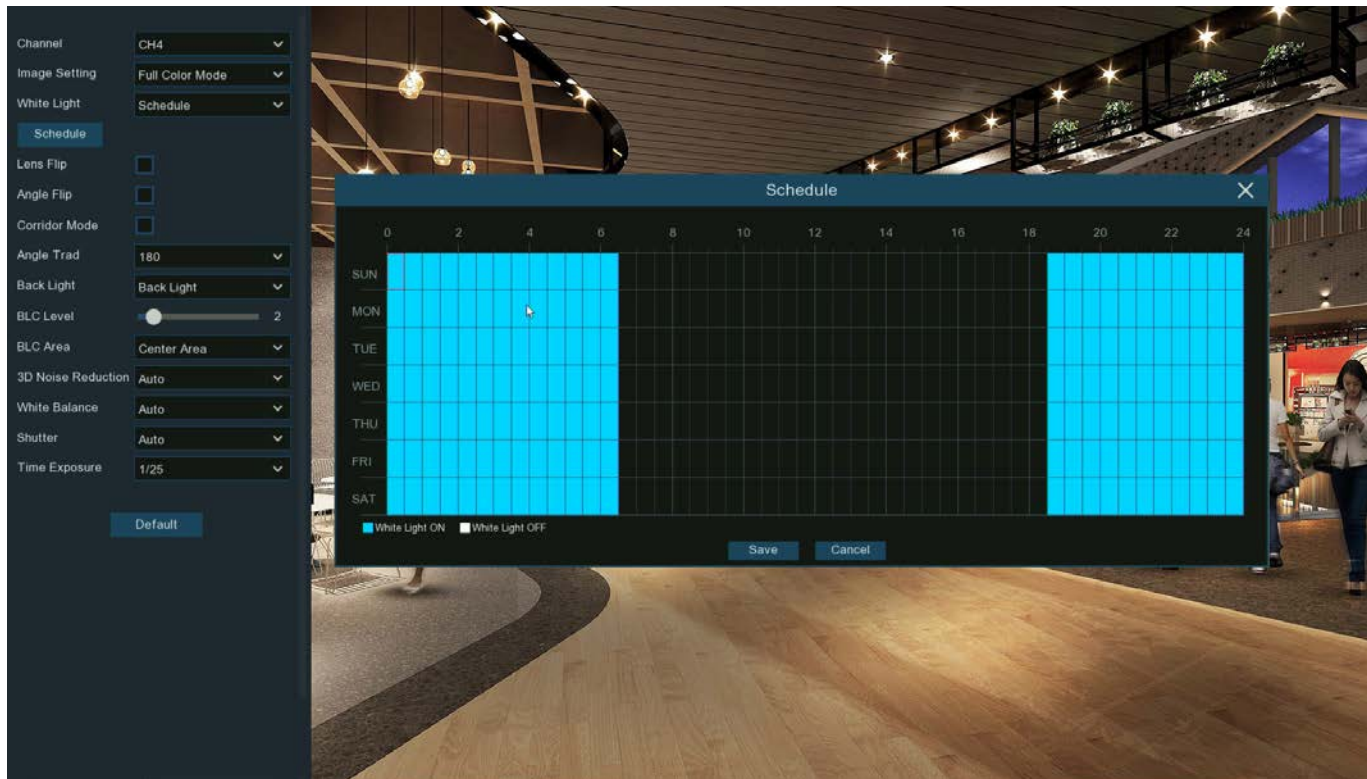 Channel CH4
Image Setting Full Color Mode
White Light Schedule
Schedule
Lens Flip
Angle Flip
Corridor Mode
Angle Trad 180
Back Light Back Light
BLC Level 2
BLC Area Center Area
3D Noise Reduction Auto
White Balance Auto
Shutter Auto
Time Exposure 1/25
Default
Schedule
0 2 4 6 8 10 12 14 16 18 20 22 24
SUN
MON
TUE
WED
THU
FRI
SAT
White Light ON White Light OFF
Save Cancel